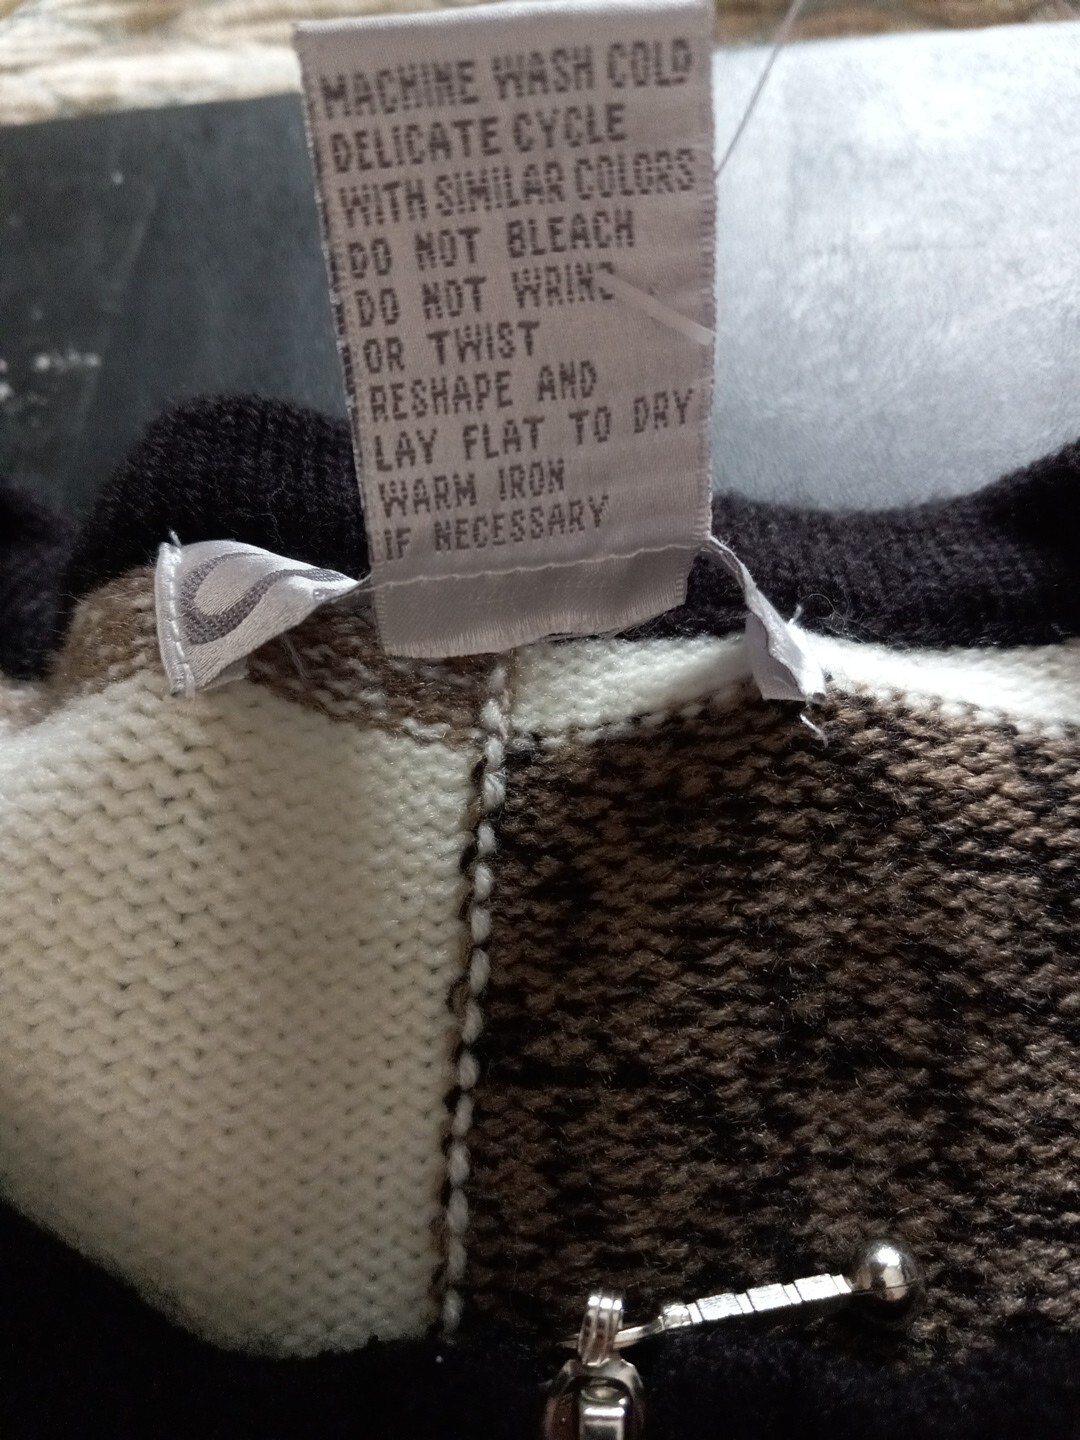 MACHINE WASH COLD
DELICATE CYCLE
WITH SIMILAR COLORS
DO NOT BLEACH
DO NOT WRING
OR TWIST
RESHAPE AND
LAY FLAT TO DRY
WARM IRON
IF NECESSARY